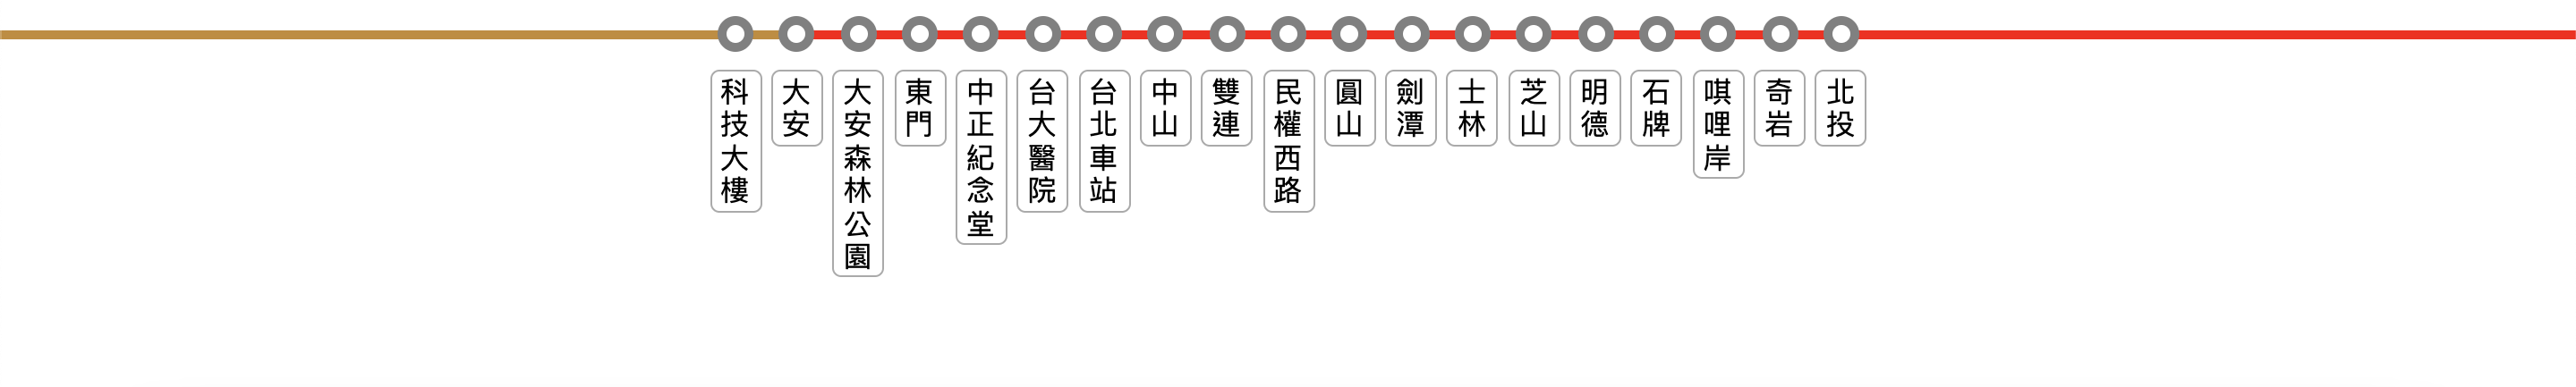 科技大樓
大安
大安森林公園
東門
中正紀念堂
台大醫院
台北車站
中山
雙連
民權西路
圓山
劍潭
士林
芝山
明德
石牌
唭哩岸
奇岩
北投